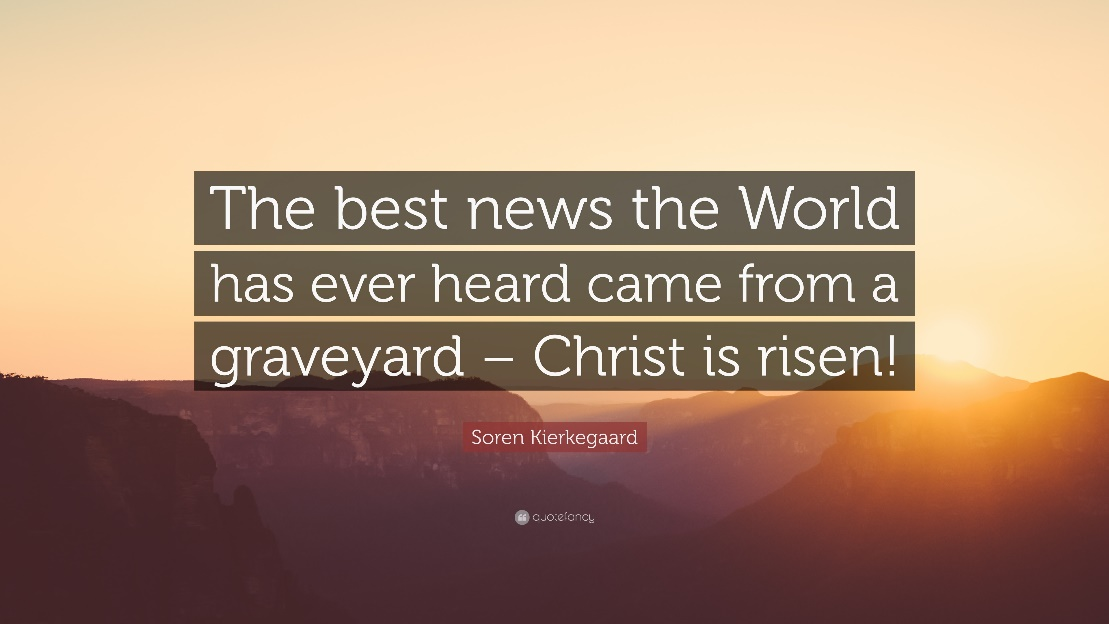 The best news the World
has ever heard came from a
graveyard – Christ is risen!
Soren Kierkegaard
quotefancy